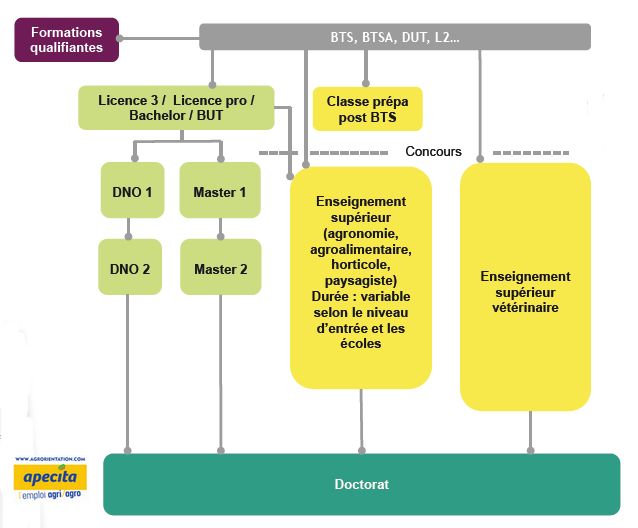 Formations
qualifiantes
BTS, BTSA, DUT, L2...
Licence 3 / Licence pro /
Bachelor / BUT
Classe prépa
post BTS
Concours
DNO 1
Master 1
DNO 2
Master 2
Enseignement
supérieur
(agronomie,
agroalimentaire,
horticole,
paysagiste)
Durée : variable
selon le niveau
d'entrée et les
écoles
Enseignement
supérieur
vétérinaire
WWW.AGRORIENTATION.COM
apecita
l'emploi agri/agro
Doctorat